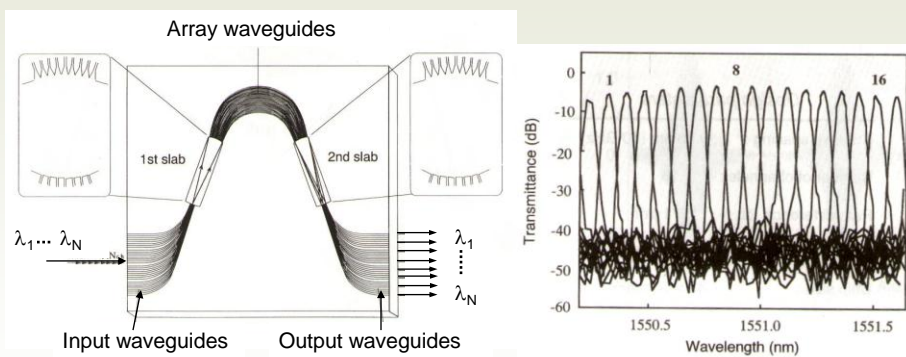 Array waveguides
1st slab
2nd slab
λ1... λN
λ1
λN
Input waveguides
Output waveguides
0
-10
-20
-30
-40
-50
-60
Transmittance (dB)
1
8
16
1550.5
1551.0
1551.5
Wavelength (nm)